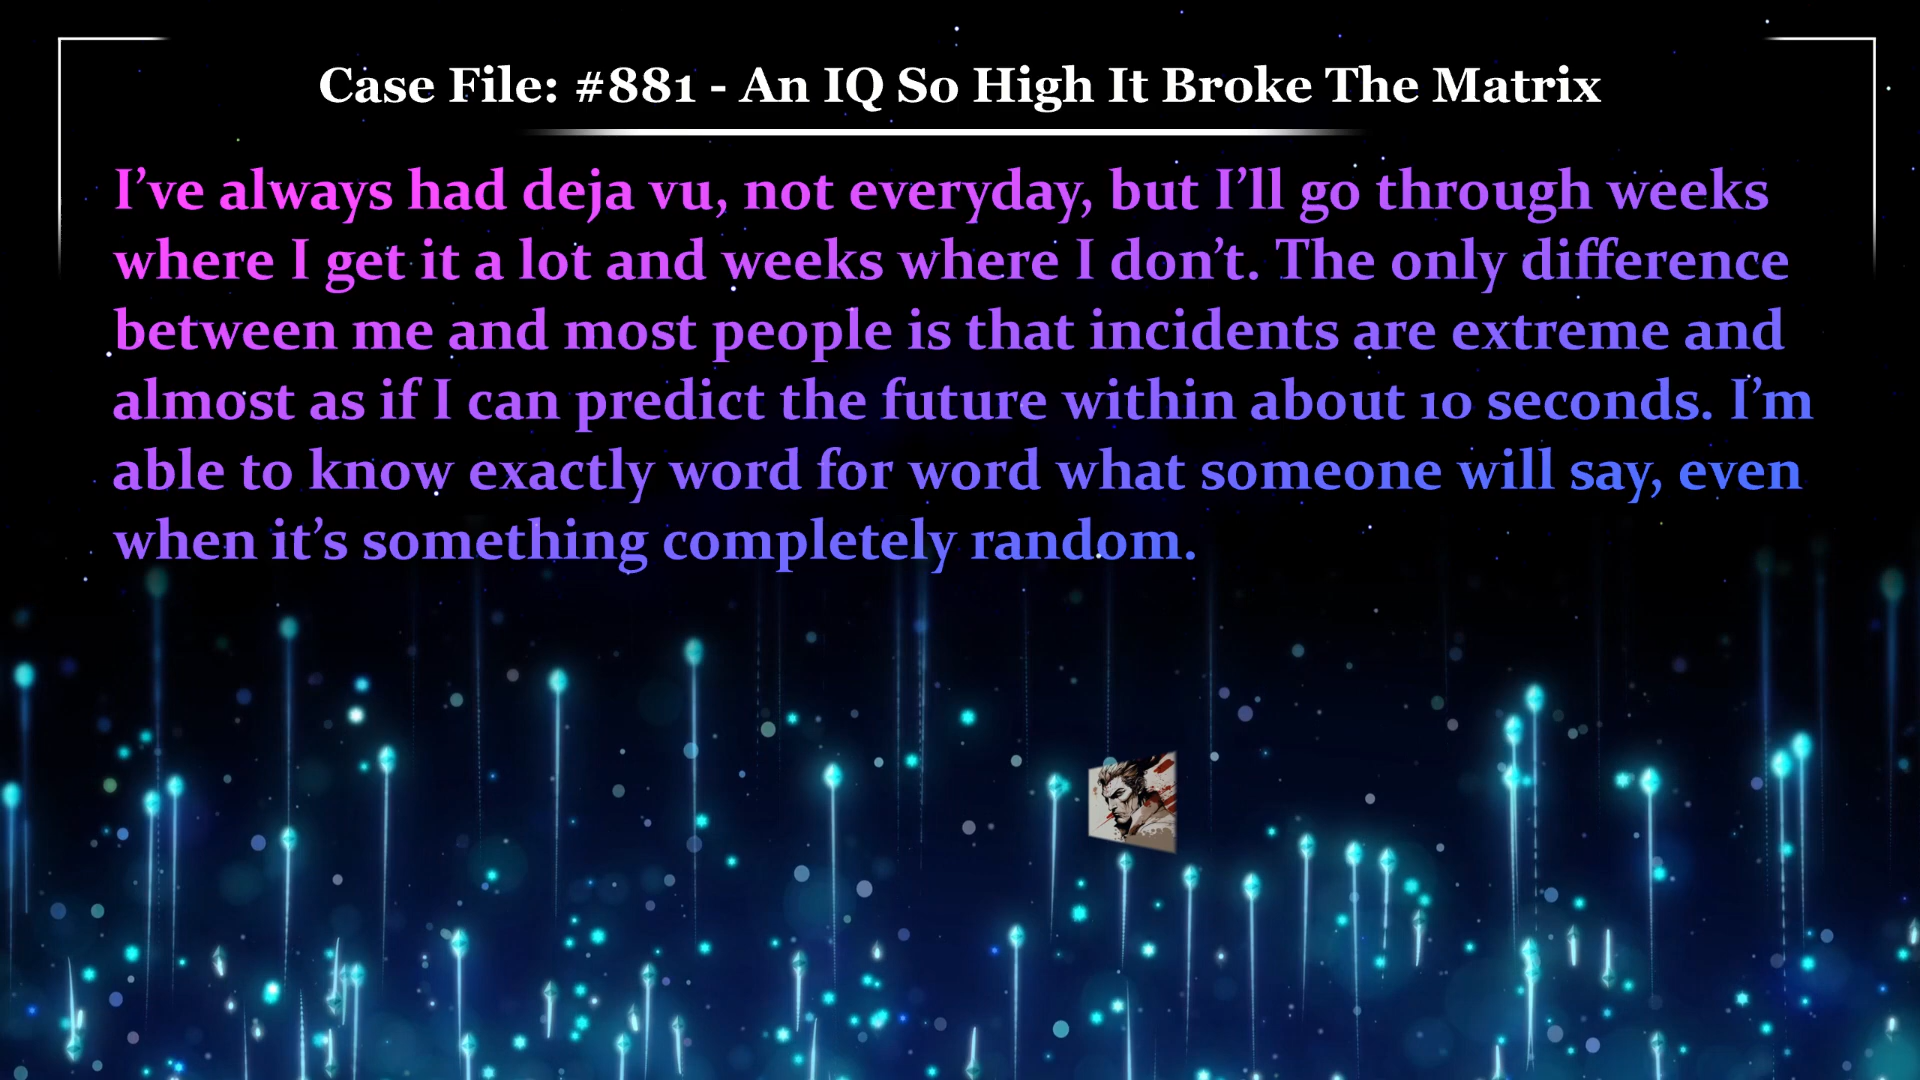 Case File: #881 - An IQ So High It Broke The Matrix
I’ve always had deja vu, not everyday, but I’ll go through weeks
where I get it a lot and weeks where I don’t. The only difference
between me and most people is that incidents are extreme and
almost as if I can predict the future within about 10 seconds. I’m
able to know exactly word for word what someone will say, even
when it’s something completely random.